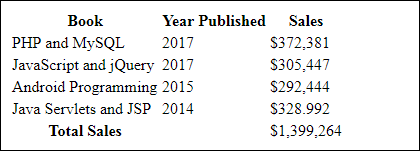 Book Year Published Sales
PHP and MySQL 2017 $372,381
JavaScript and jQuery 2017 $305,447
Android Programming 2015 $292,444
Java Servlets and JSP 2014 $328.992
Total Sales $1,399,264